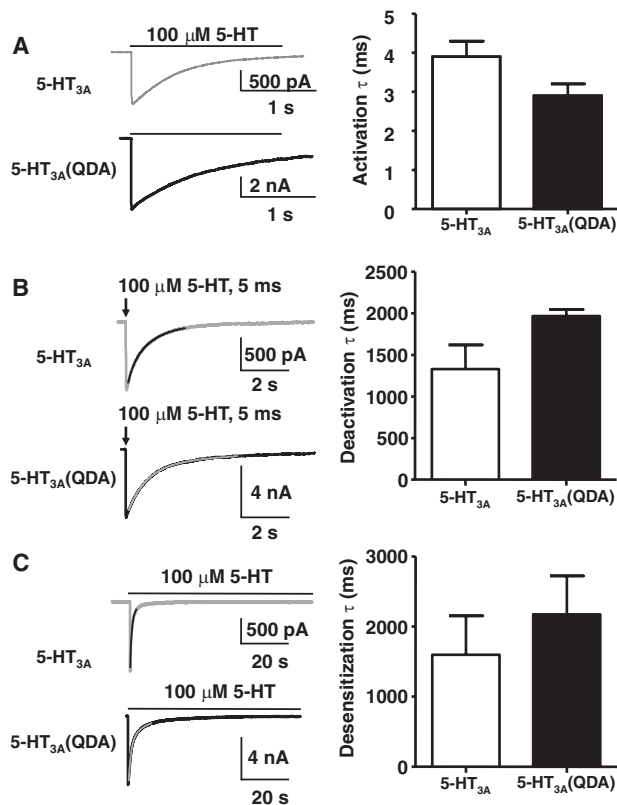 A
100 μM 5-HT
5-HT3A
500 pA
1 s
5-HT3A(QDA)
2 nA
1 s
Activation τ (ms)
5
4
3
2
1
0
5-HT3A
5-HT3A(QDA)
B
100 μM 5-HT, 5 ms
5-HT3A
500 pA
2 s
100 μM 5-HT, 5 ms
5-HT3A(QDA)
4 nA
2 s
Deactivation τ (ms)
2500
2000
1500
1000
500
0
5-HT3A
5-HT3A(QDA)
C
100 μM 5-HT
5-HT3A
500 pA
20 s
100 μM 5-HT
5-HT3A(QDA)
4 nA
20 s
Desensitization τ (ms)
3000
2000
1000
0
5-HT3A
5-HT3A(QDA)